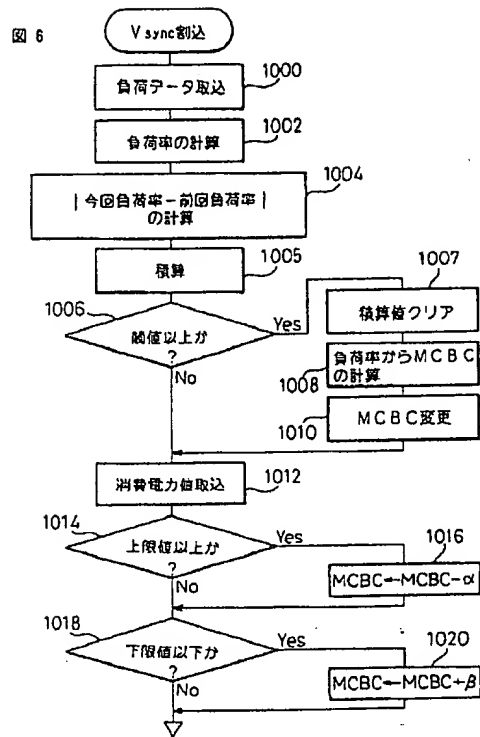 図 6
Vsync割込
1000
負荷データ取込
1002
負荷率の計算
1004
|今回負荷率-前回負荷率|
の計算
1005
積算
1006
閾値以上か
?
Yes
No
1007
積算値クリア
1008
負荷率からMCBC
の計算
1010
MCBC変更
1012
消費電力値取込
1014
上限値以上か
?
Yes
No
1016
MCBC←MCBC-α
1018
下限値以下か
?
Yes
No
1020
MCBC←MCBC+β